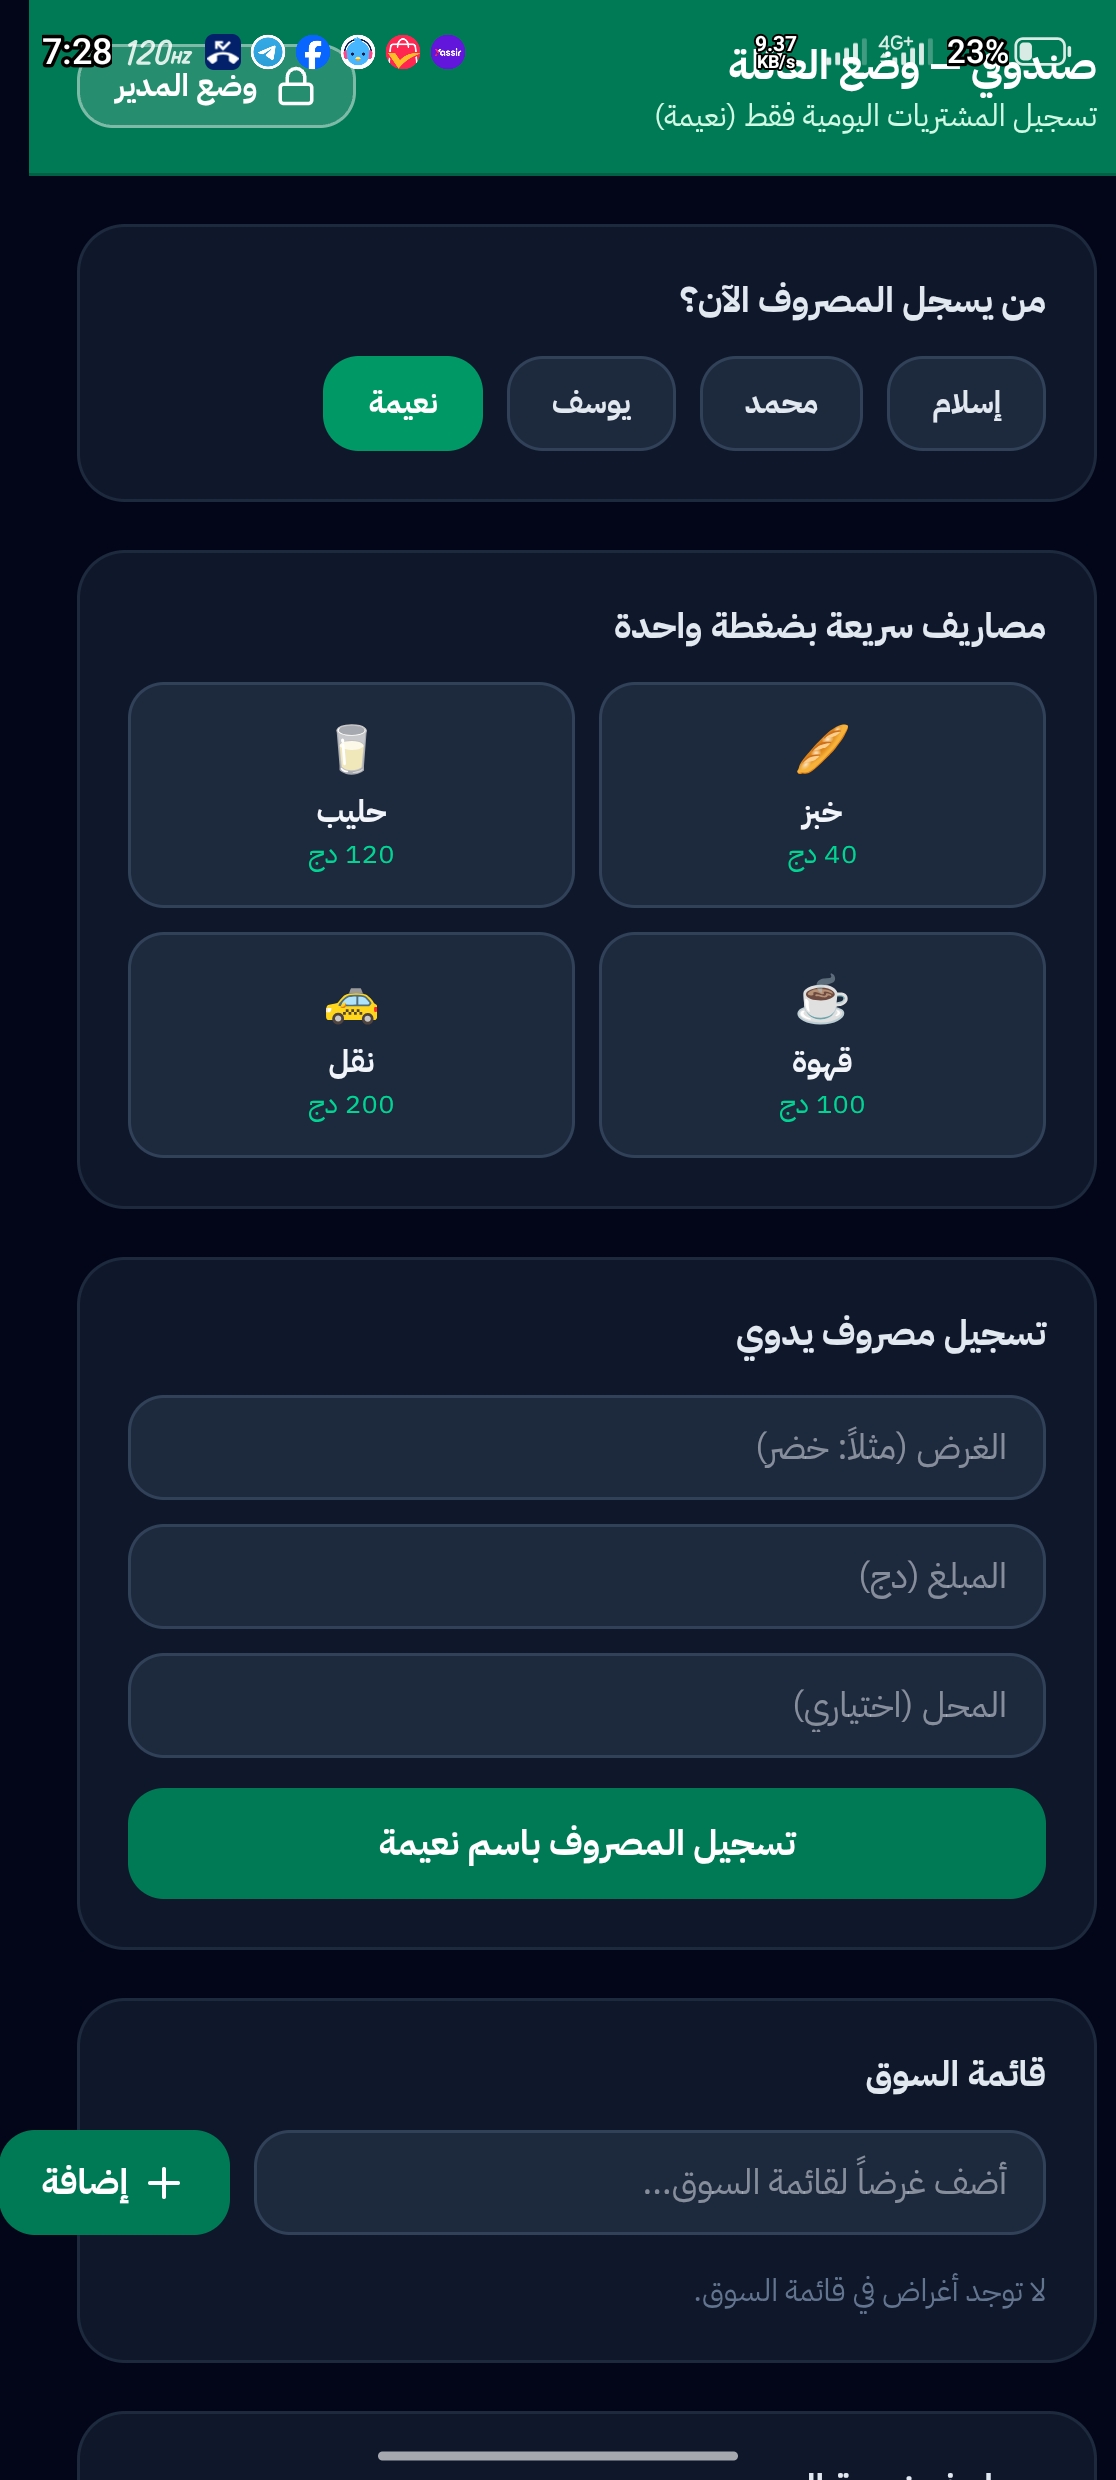 7:28 120HZ assir 9.37 KB/s 4G+ 23%
صندوقي — وضع العائلة
وضع المدير
تسجيل المشتريات اليومية فقط (نعيمة)
من يسجل المصروف الآن؟
إسلام محمد يوسف نعيمة
مصاريف سريعة بضغطة واحدة
خبز
40 دج
حليب
120 دج
قهوة
100 دج
نقل
200 دج
تسجيل مصروف يدوي
الغرض (مثلاً: خضر)
المبلغ (دج)
المحل (اختياري)
تسجيل المصروف باسم نعيمة
قائمة السوق
أضف غرضاً لقائمة السوق...
إضافة
لا توجد أغراض في قائمة السوق.